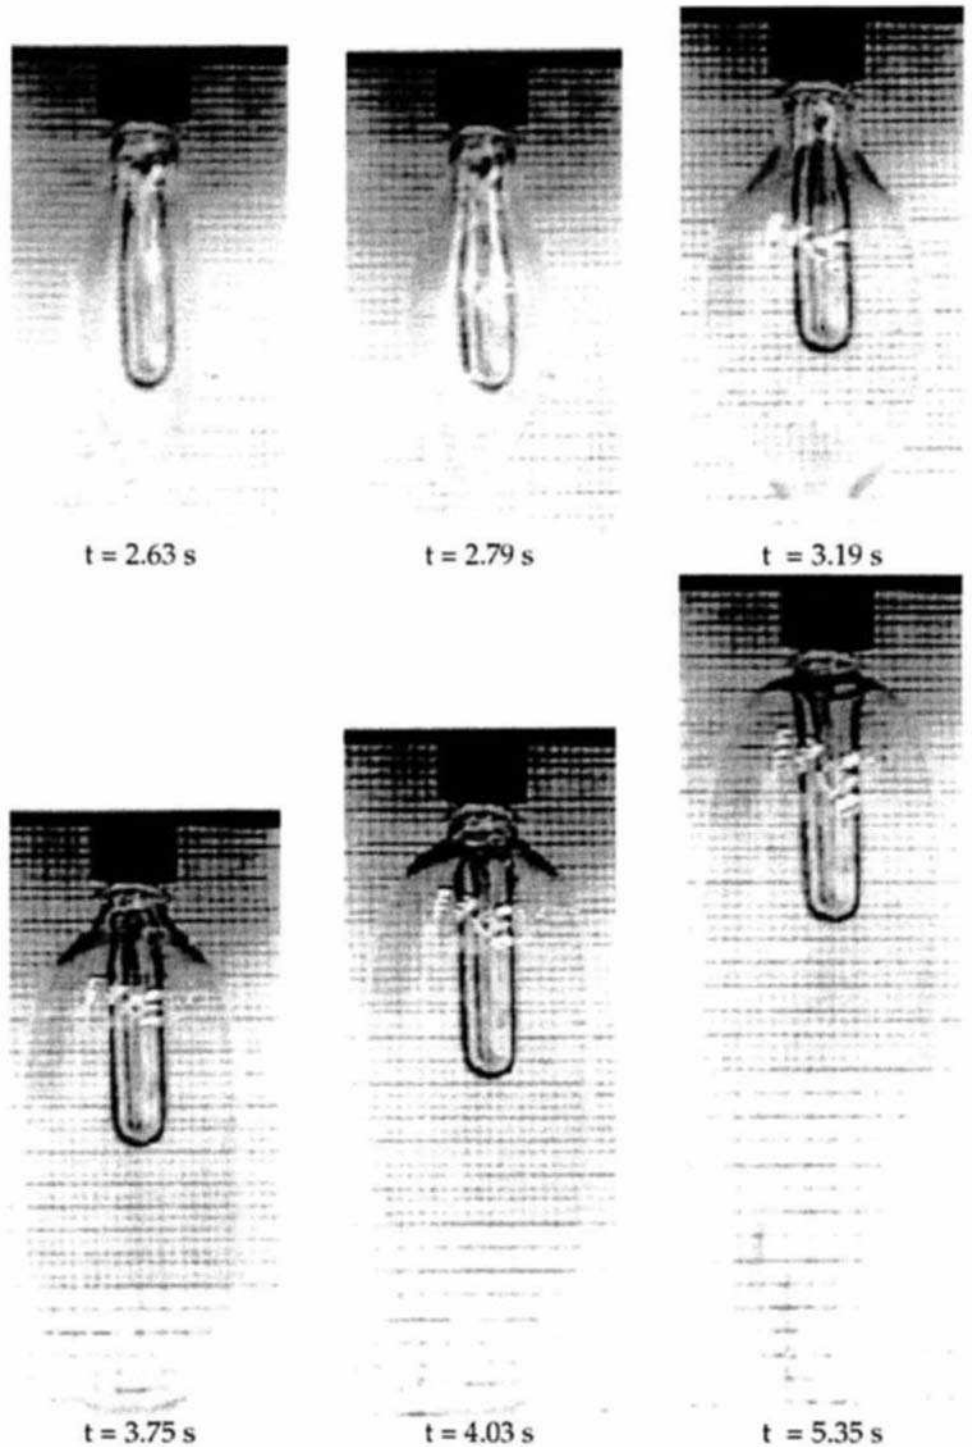 t = 2.63 s
t = 2.79 s
t = 3.19 s
t = 3.75 s
t = 4.03 s
t = 5.35 s